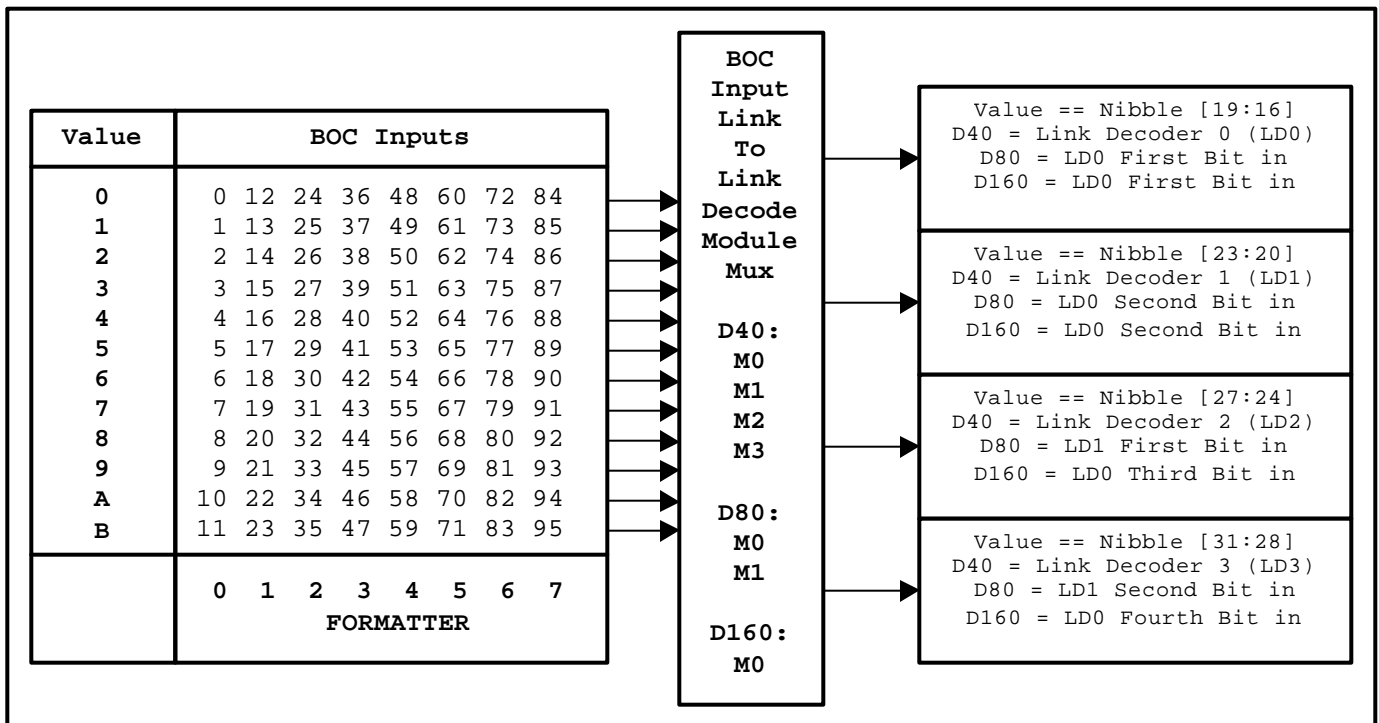 Value BOC Inputs
0 0 12 24 36 48 60 72 84
1 1 13 25 37 49 61 73 85
2 2 14 26 38 50 62 74 86
3 3 15 27 39 51 63 75 87
4 4 16 28 40 52 64 76 88
5 5 17 29 41 53 65 77 89
6 6 18 30 42 54 66 78 90
7 7 19 31 43 55 67 79 91
8 8 20 32 44 56 68 80 92
9 9 21 33 45 57 69 81 93
A 10 22 34 46 58 70 82 94
B 11 23 35 47 59 71 83 95
0 1 2 3 4 5 6 7
FORMATTER
BOC
Input
Link
To
Link
Decode
Module
Mux
D40:
M0
M1
M2
M3
D80:
M0
M1
D160:
M0
Value == Nibble [19:16]
D40 = Link Decoder 0 (LD0)
D80 = LD0 First Bit in
D160 = LD0 First Bit in
Value == Nibble [23:20]
D40 = Link Decoder 1 (LD1)
D80 = LD0 Second Bit in
D160 = LD0 Second Bit in
Value == Nibble [27:24]
D40 = Link Decoder 2 (LD2)
D80 = LD1 First Bit in
D160 = LD0 Third Bit in
Value == Nibble [31:28]
D40 = Link Decoder 3 (LD3)
D80 = LD1 Second Bit in
D160 = LD0 Fourth Bit in